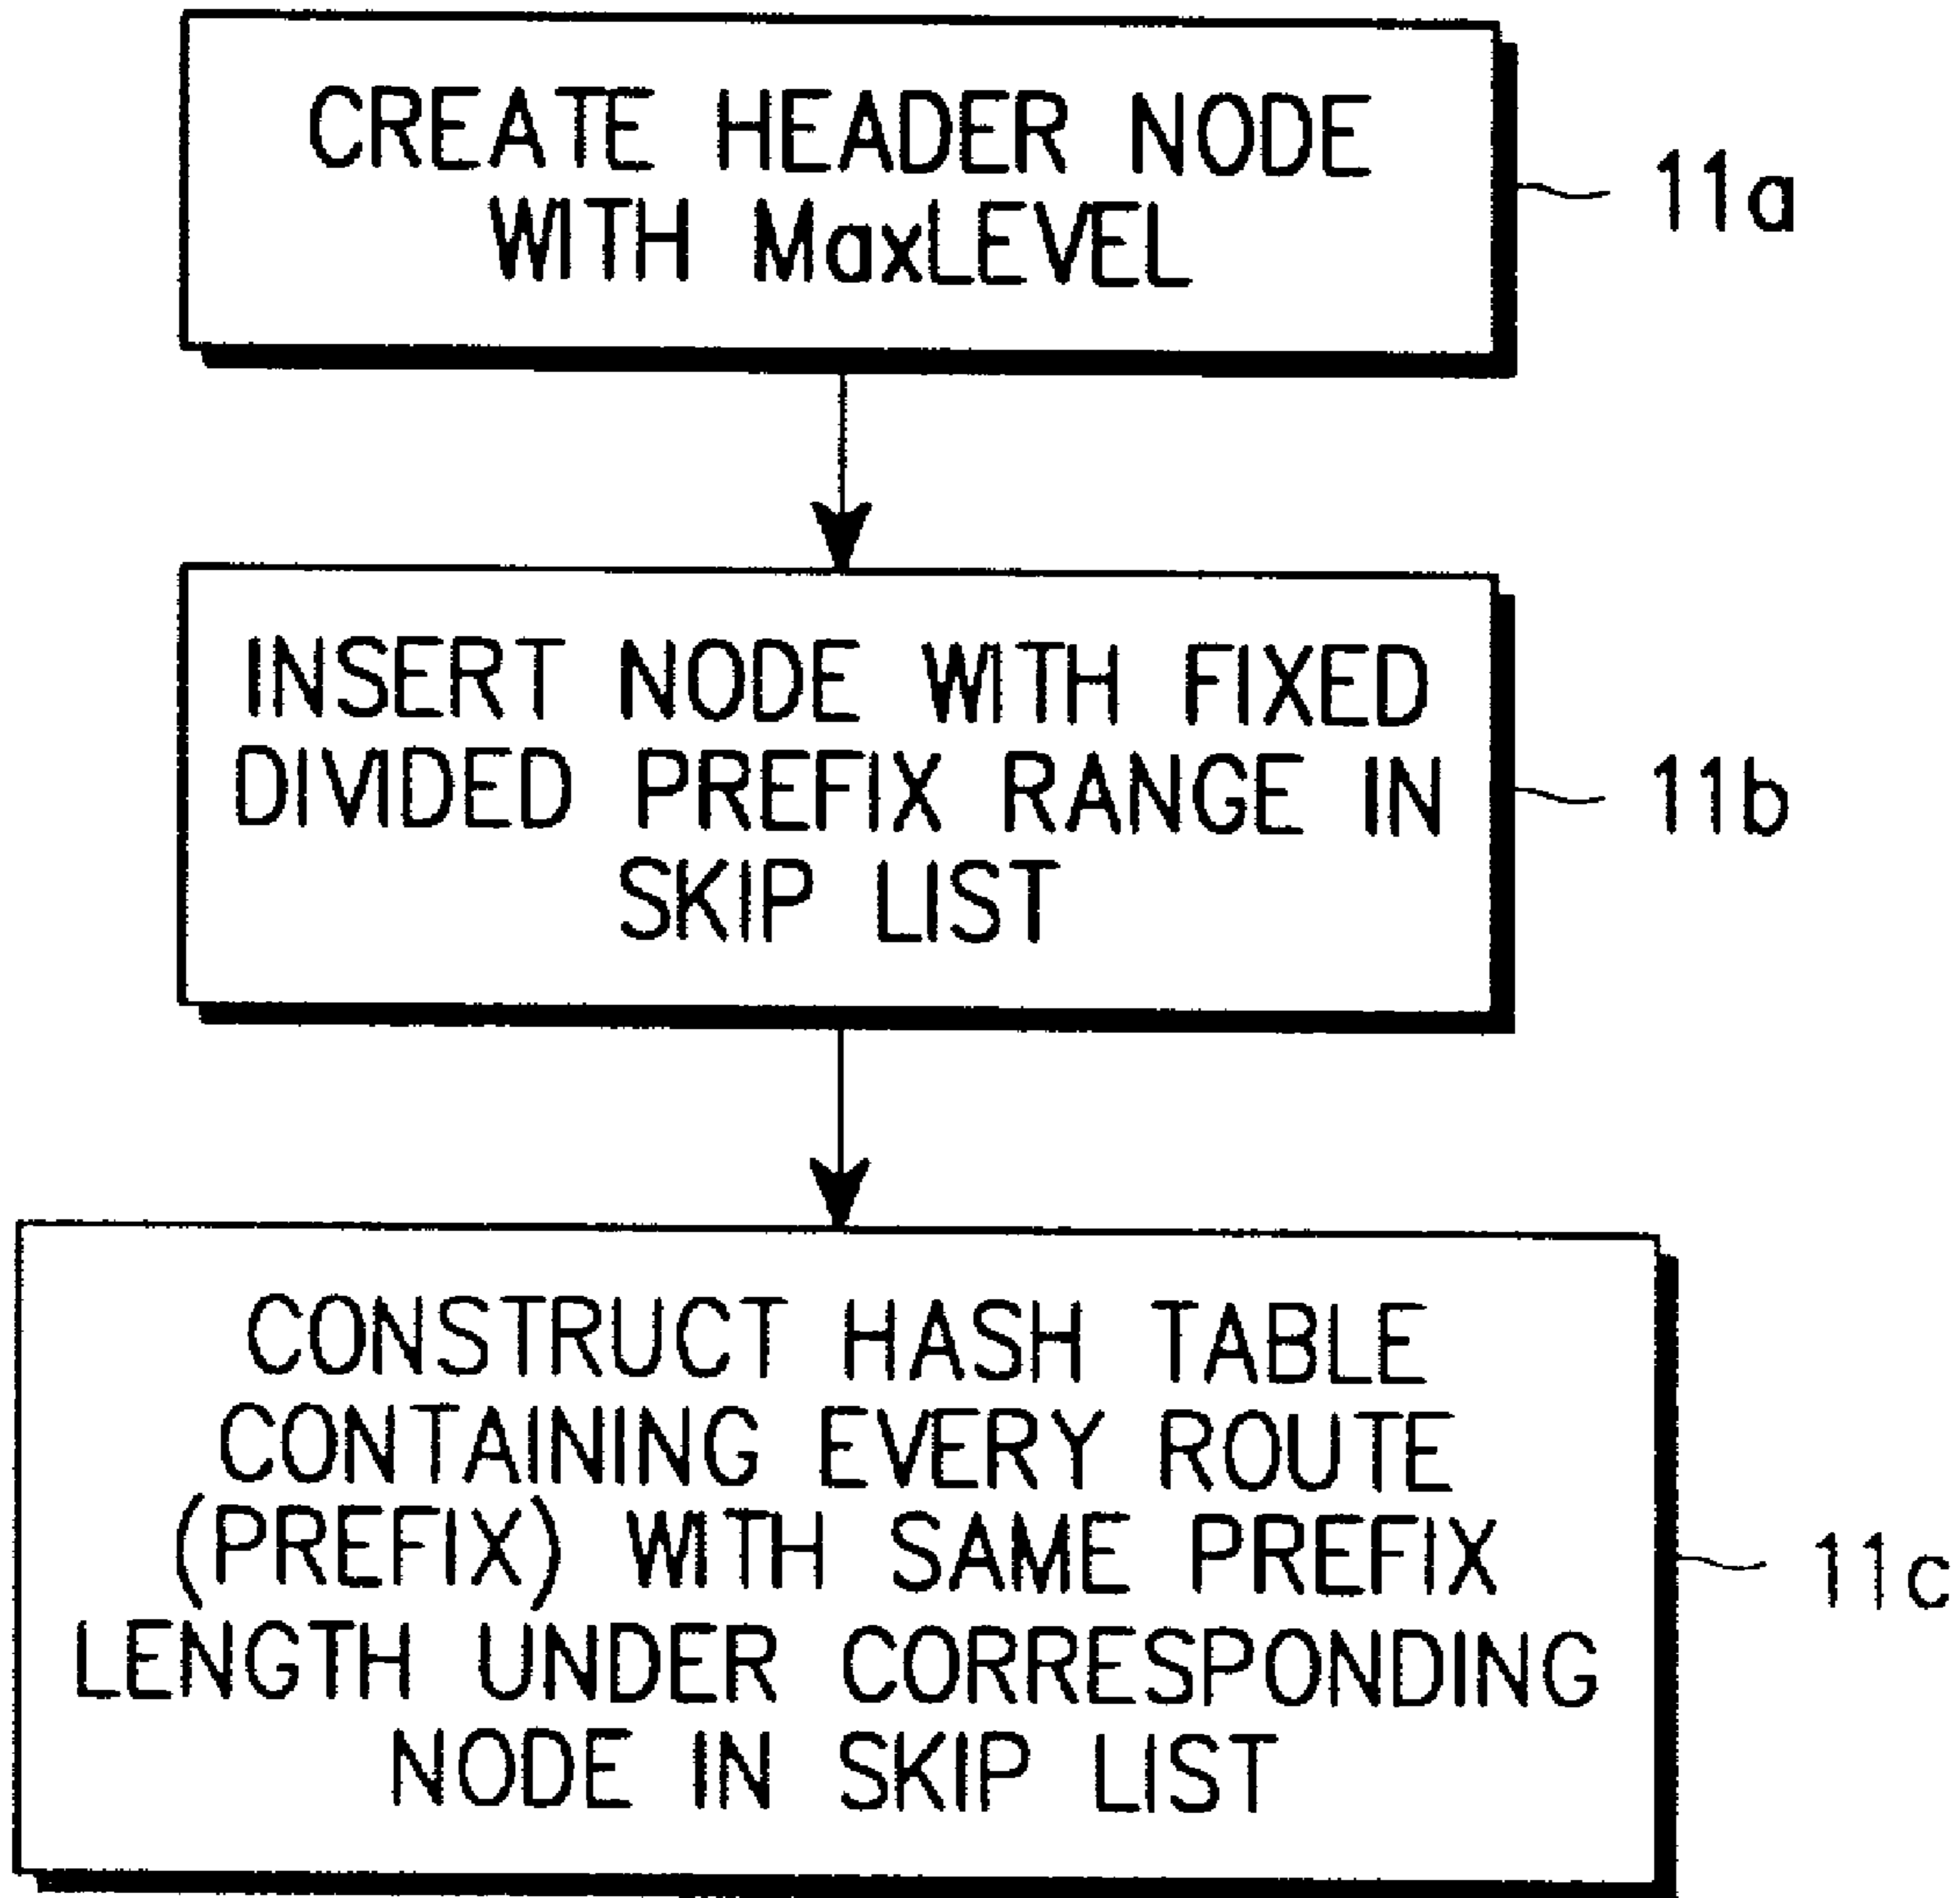 CREATE HEADER NODE
WITH MaxLEVEL
11a
INSERT NODE WITH FIXED
DIVIDED PREFIX RANGE IN
SKIP LIST
11b
CONSTRUCT HASH TABLE
CONTAINING EVERY ROUTE
(PREFIX) WITH SAME PREFIX
LENGTH UNDER CORRESPONDING
NODE IN SKIP LIST
11c